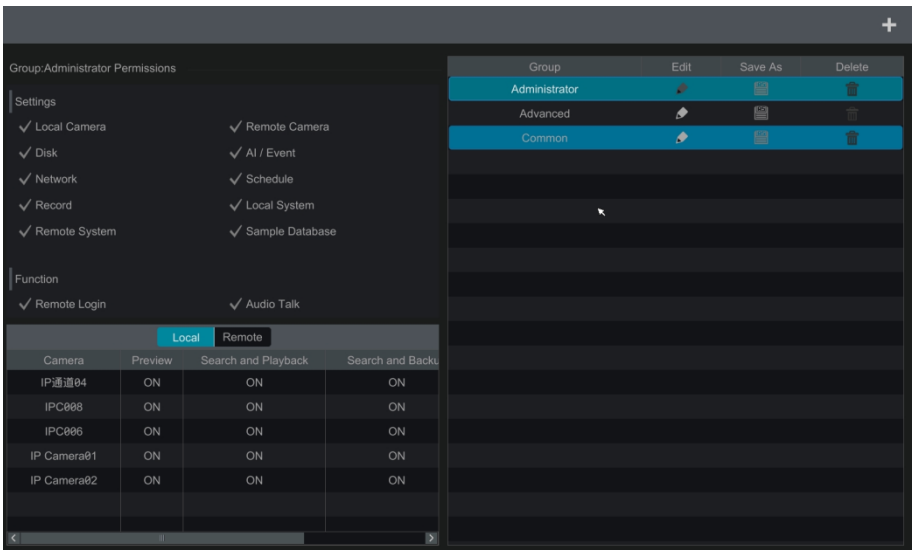 +
Group:Administrator Permissions
Settings
Local Camera Remote Camera
Disk AI / Event
Network Schedule
Record Local System
Remote System Sample Database
Function
Remote Login Audio Talk
Local Remote
Camera Preview Search and Playback Search and Backu
IP通道04 ON ON ON
IPC008 ON ON ON
IPC006 ON ON ON
IP Camera01 ON ON ON
IP Camera02 ON ON ON
Group Edit Save As Delete
Administrator
Advanced
Common